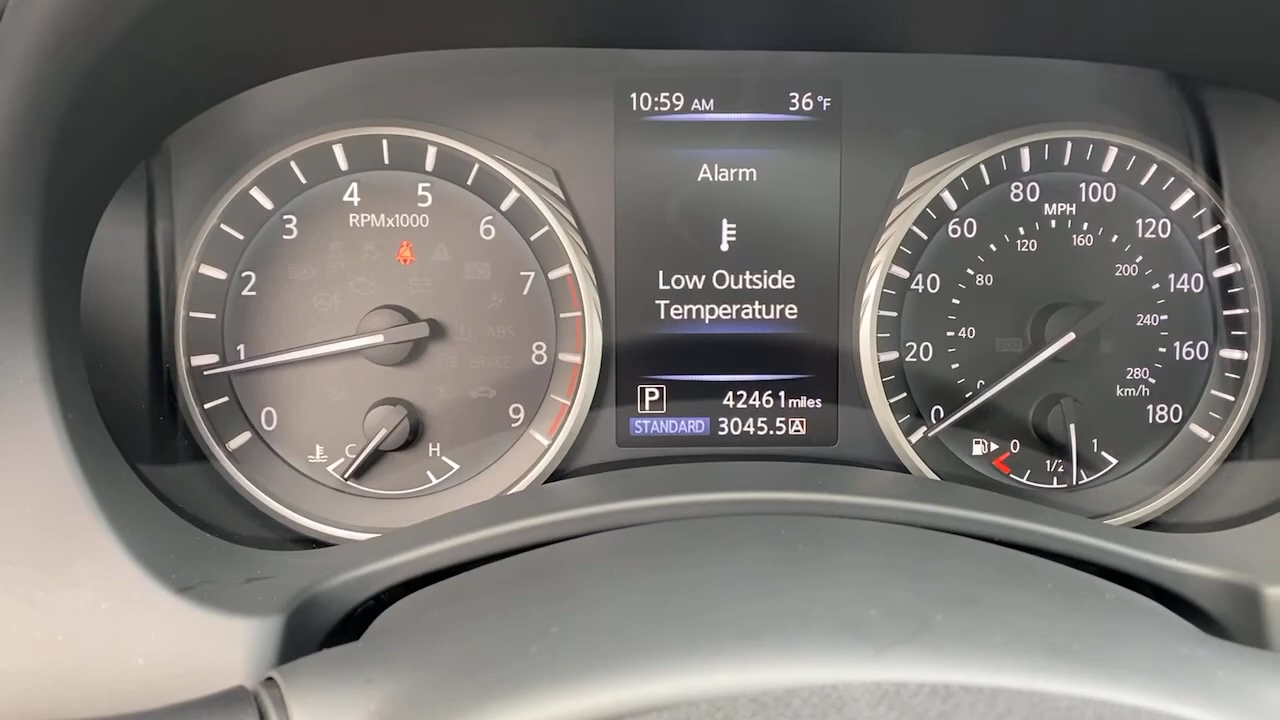 10:59 AM 36°F
Alarm
Low Outside
Temperature
P 42461 miles
STANDARD 3045.5 A
0 1 2 3 4 5 6 7 8 9
RPMx1000
ABS
BRAKE
C H
0 20 40 60 80 100 120 140 160 180
MPH
0 40 80 120 160 200 240 280
km/h
ECO
0 1/2 1